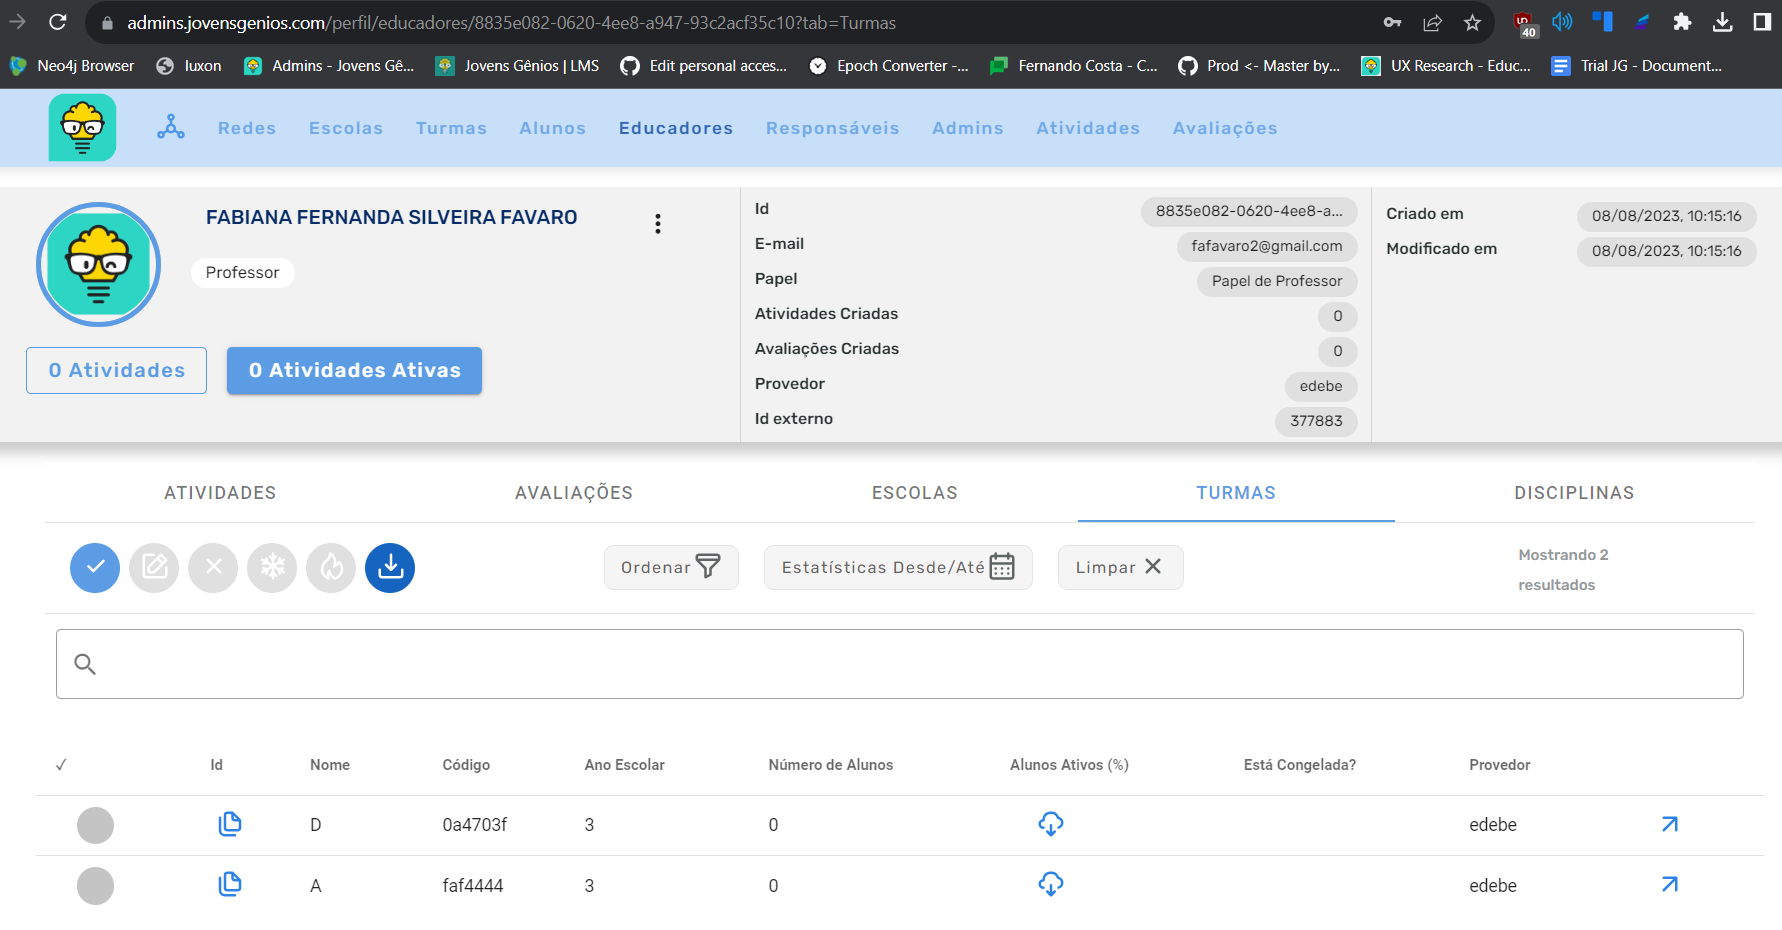 admins.jovensgenios.com/perfil/educadores/8835e082-0620-4ee8-a947-93c2acf35c10?tab=Turmas
40
Neo4j Browser luxon Admins - Jovens Gê... Jovens Gênios | LMS Edit personal acces... Epoch Converter -... Fernando Costa - C... Prod <- Master by... UX Research - Educ... Trial JG - Document...
Redes Escolas Turmas Alunos Educadores Responsáveis Admins Atividades Avaliações
FABIANA FERNANDA SILVEIRA FAVARO
Professor
0 Atividades 0 Atividades Ativas
Id 8835e082-0620-4ee8-a...
E-mail fafavaro2@gmail.com
Papel Papel de Professor
Atividades Criadas 0
Avaliações Criadas 0
Provedor edebe
Id externo 377883
Criado em 08/08/2023, 10:15:16
Modificado em 08/08/2023, 10:15:16
ATIVIDADES AVALIAÇÕES ESCOLAS TURMAS DISCIPLINAS
Ordenar Estatísticas Desde/Até Limpar
Mostrando 2
resultados
Id Nome Código Ano Escolar Número de Alunos Alunos Ativos (%) Está Congelada? Provedor
D 0a4703f 3 0 edebe
A faf4444 3 0 edebe